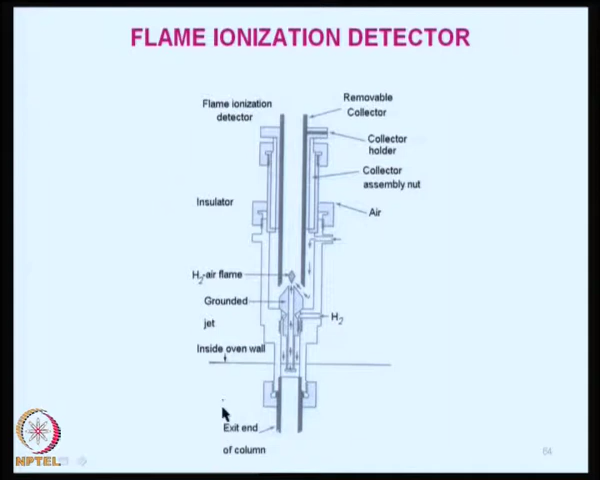 FLAME IONIZATION DETECTOR
Flame ionization
detector
Removable
Collector
Collector
holder
Collector
assembly nut
Insulator
Air
H2-air flame
Grounded
H2
jet
Inside oven wall
Exit end
of column
NPTEL
64